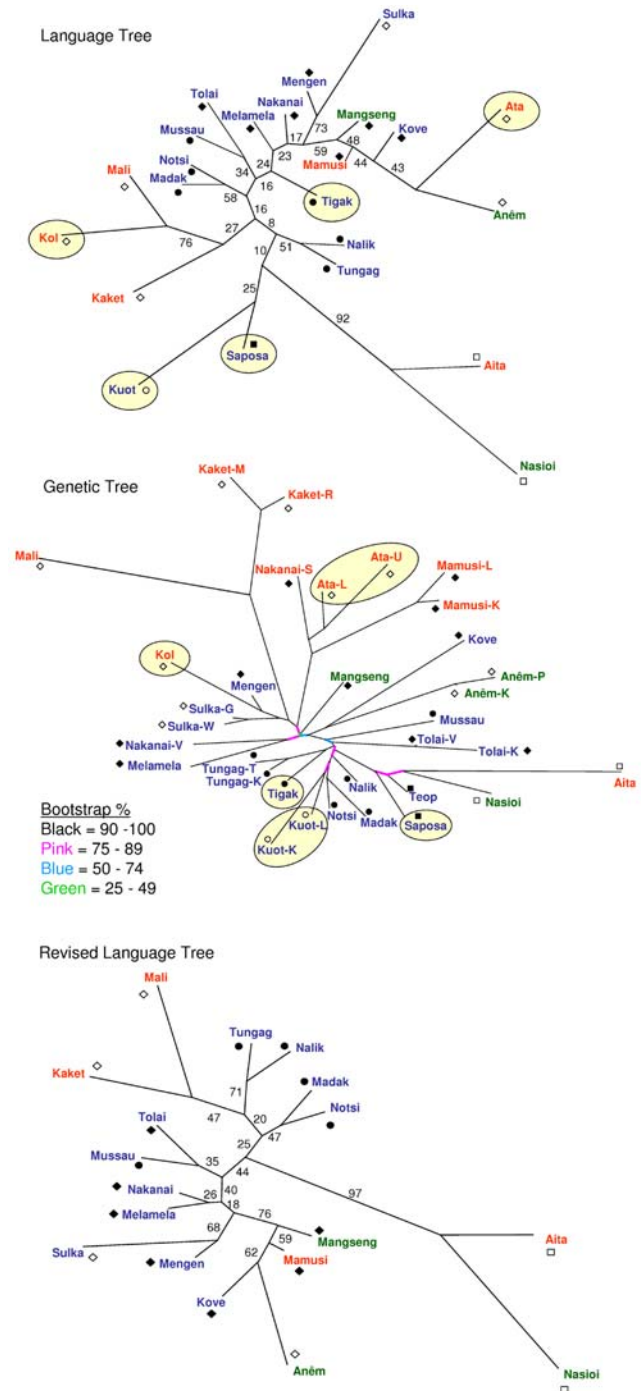 Language Tree
Sulka
Mengen
Tolai
Nakanai
Melamela
Mangseng
Ata
Mussau
17
73
48
Kove
23
59
Mamusi
Notsi
24
44
43
Mali
34
Madak
16
58
Tigak
Anêm
Kol
16
27
8
Nalik
76
10
51
Tungag
Kaket
25
92
Saposa
Aita
Kuot
Nasioi
Kaket-M
Genetic Tree
Kaket-R
Mali
Ata-U
Nakanai-S
Ata-L
Mamusi-L
Mamusi-K
Kove
Kol
Mangseng
Mengen
Anêm-P
Anêm-K
Sulka-G
Mussau
Sulka-W
Tolai-V
Nakanai-V
Tolai-K
Melamela
Tungag-T
Tungag-K
Nalik
Aita
Tigak
Teop
Nasioi
Bootstrap %
Kuot-L
Notsi
Madak
Saposa
Black = 90 -100
Pink = 75 - 89
Kuot-K
Blue = 50 - 74
Green = 25 - 49
Revised Language Tree
Mali
Tungag
Nalik
Kaket
Madak
71
Notsi
47
20
Tolai
47
25
Mussau
35
44
97
Nakanai
40
26
18
Melamela
76
68
Mangseng
Aita
Sulka
59
Mengen
62
Mamusi
Kove
Anêm
Nasioi